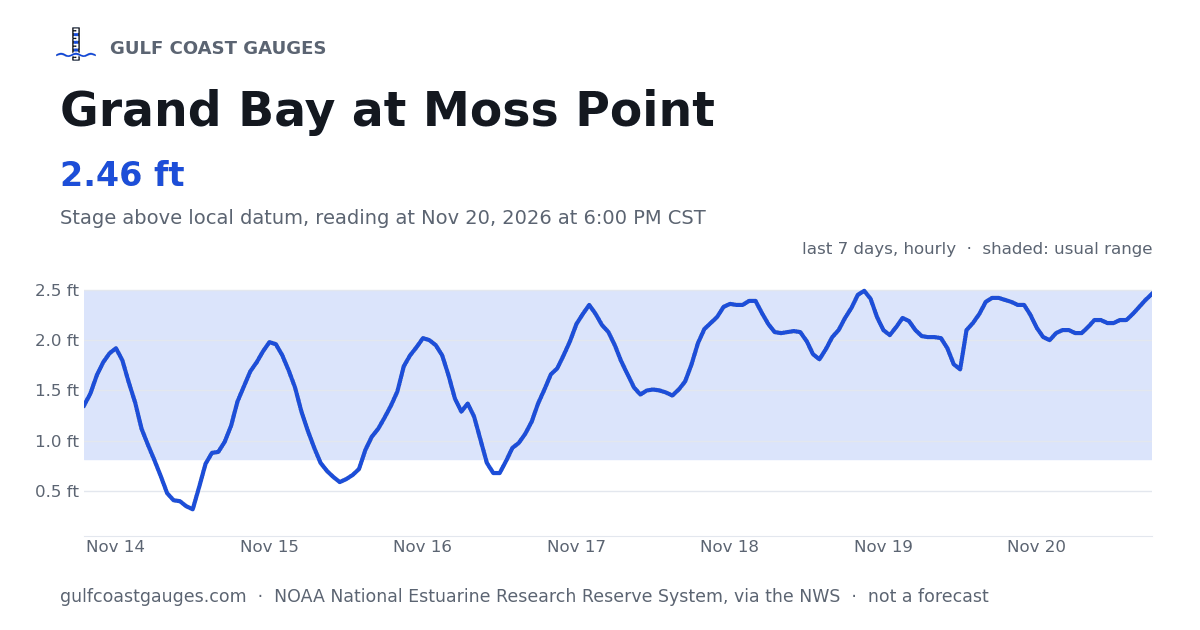 GULF COAST GAUGES
Grand Bay at Moss Point
2.46 ft
Stage above local datum, reading at Nov 20, 2026 at 6:00 PM CST
last 7 days, hourly · shaded: usual range
2.5 ft
2.0 ft
1.5 ft
1.0 ft
0.5 ft
Nov 14 Nov 15 Nov 16 Nov 17 Nov 18 Nov 19 Nov 20
gulfcoastgauges.com · NOAA National Estuarine Research Reserve System, via the NWS · not a forecast